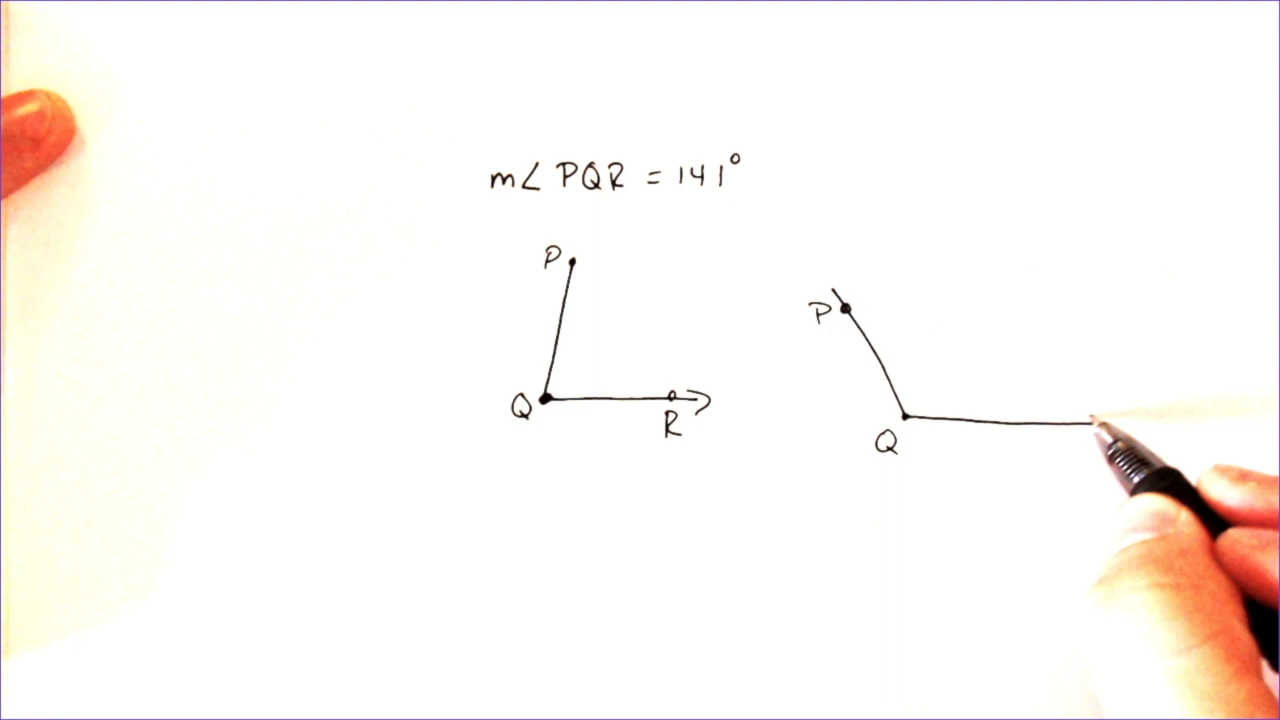 m∠ PQR = 141°
P
P
Q
R
Q